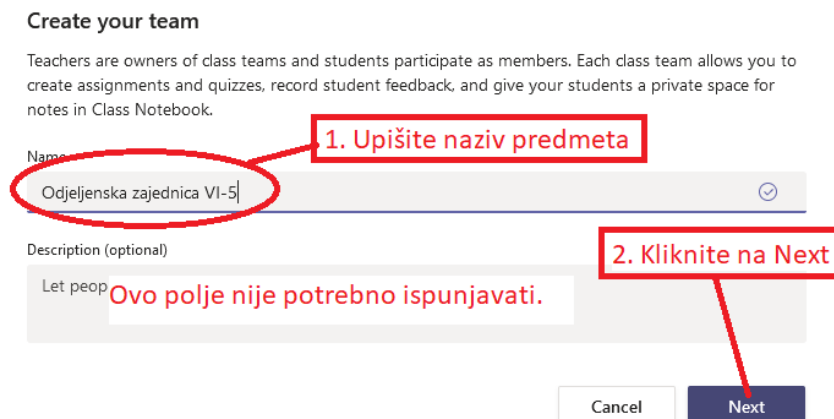 Create your team
Teachers are owners of class teams and students participate as members. Each class team allows you to
create assignments and quizzes, record student feedback, and give your students a private space for
notes in Class Notebook.
1. Upišite naziv predmeta
Name
Odjeljenska zajednica VI-5
Description (optional)
2. Kliknite na Next
Let peop
Ovo polje nije potrebno ispunjavati.
Cancel
Next